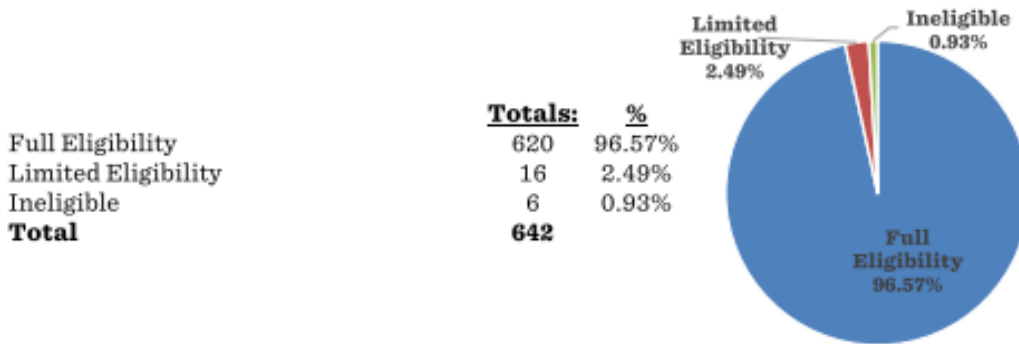 Totals: %
Full Eligibility 620 96.57%
Limited Eligibility 16 2.49%
Ineligible 6 0.93%
Total 642
Limited
Eligibility
2.49%
Ineligible
0.93%
Full
Eligibility
96.57%